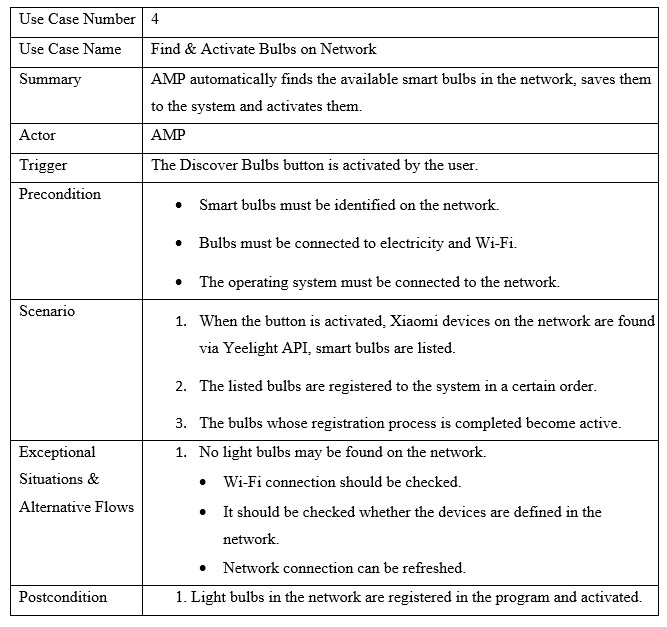 Use Case Number 4
Use Case Name Find & Activate Bulbs on Network
Summary AMP automatically finds the available smart bulbs in the network, saves them
to the system and activates them.
Actor AMP
Trigger The Discover Bulbs button is activated by the user.
Precondition
• Smart bulbs must be identified on the network.
• Bulbs must be connected to electricity and Wi-Fi.
• The operating system must be connected to the network.
Scenario
1. When the button is activated, Xiaomi devices on the network are found
via Yeelight API, smart bulbs are listed.
2. The listed bulbs are registered to the system in a certain order.
3. The bulbs whose registration process is completed become active.
Exceptional
Situations &
Alternative Flows
1. No light bulbs may be found on the network.
• Wi-Fi connection should be checked.
• It should be checked whether the devices are defined in the
network.
• Network connection can be refreshed.
Postcondition 1. Light bulbs in the network are registered in the program and activated.